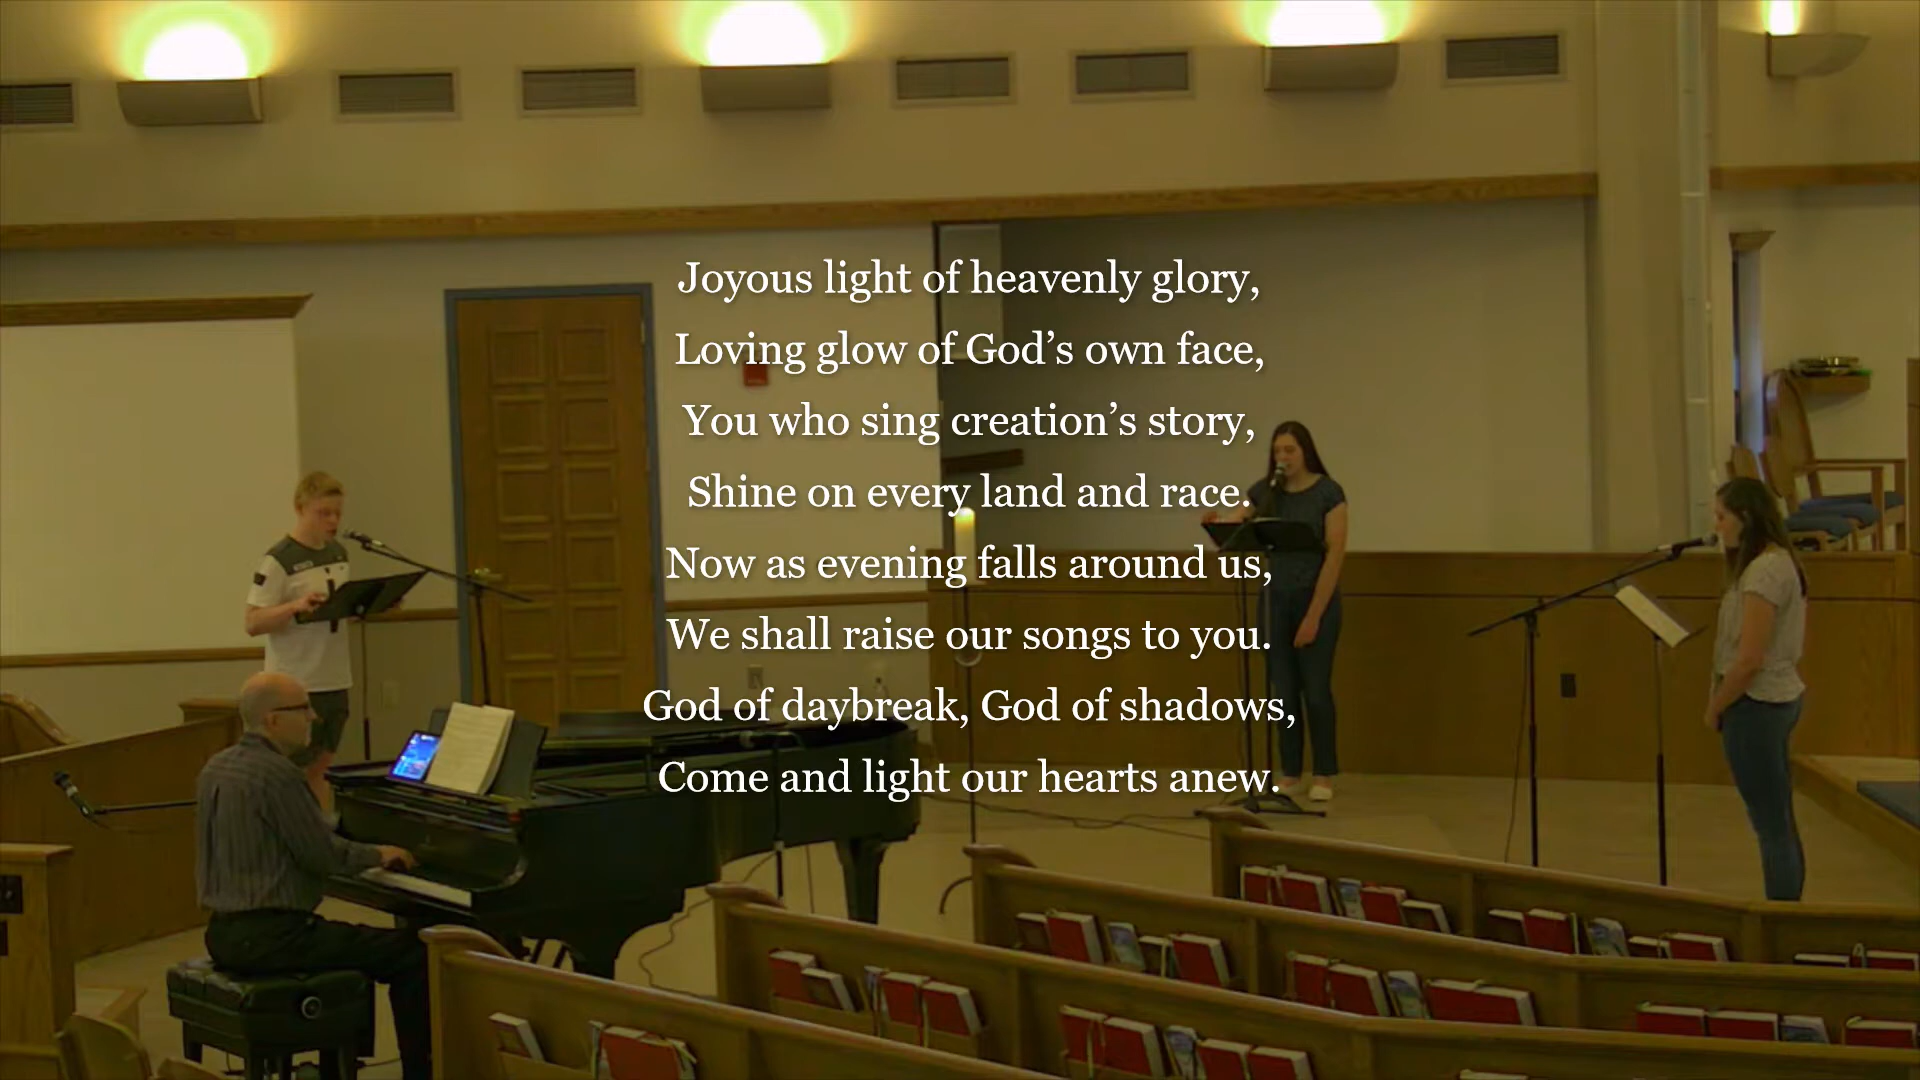 Joyous light of heavenly glory,
Loving glow of God’s own face,
You who sing creation’s story,
Shine on every land and race.
Now as evening falls around us,
We shall raise our songs to you.
God of daybreak, God of shadows,
Come and light our hearts anew.